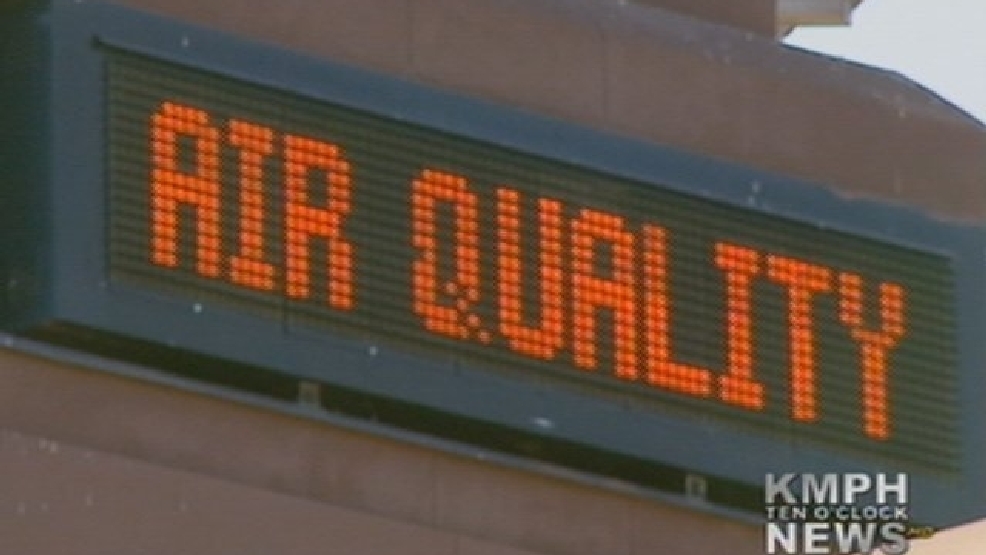 AIR QUALITY
KMPH
TEN O'CLOCK
NEWS